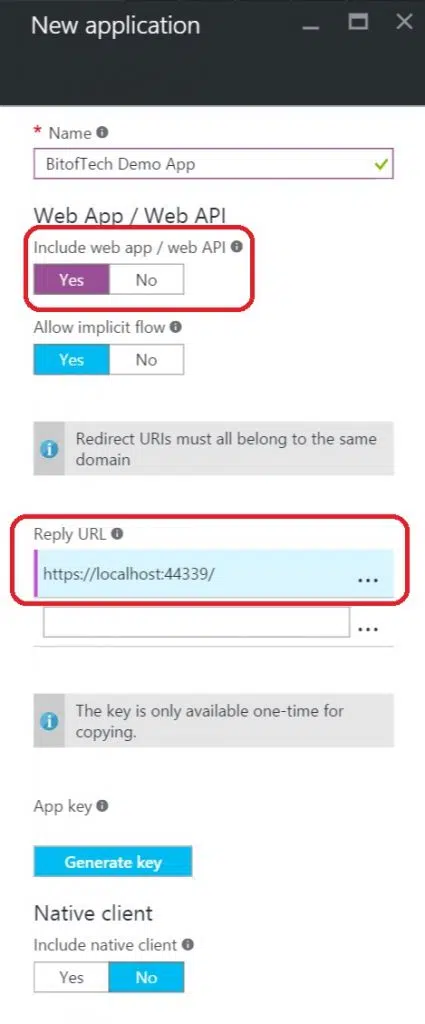 New application
* Name
BitofTech Demo App
Web App / Web API
Include web app / web API
Yes No
Allow implicit flow
Yes No
Redirect URIs must all belong to the same
domain
Reply URL
https://localhost:44339/
...
...
The key is only available one-time for
copying.
App key
Generate key
Native client
Include native client
Yes No